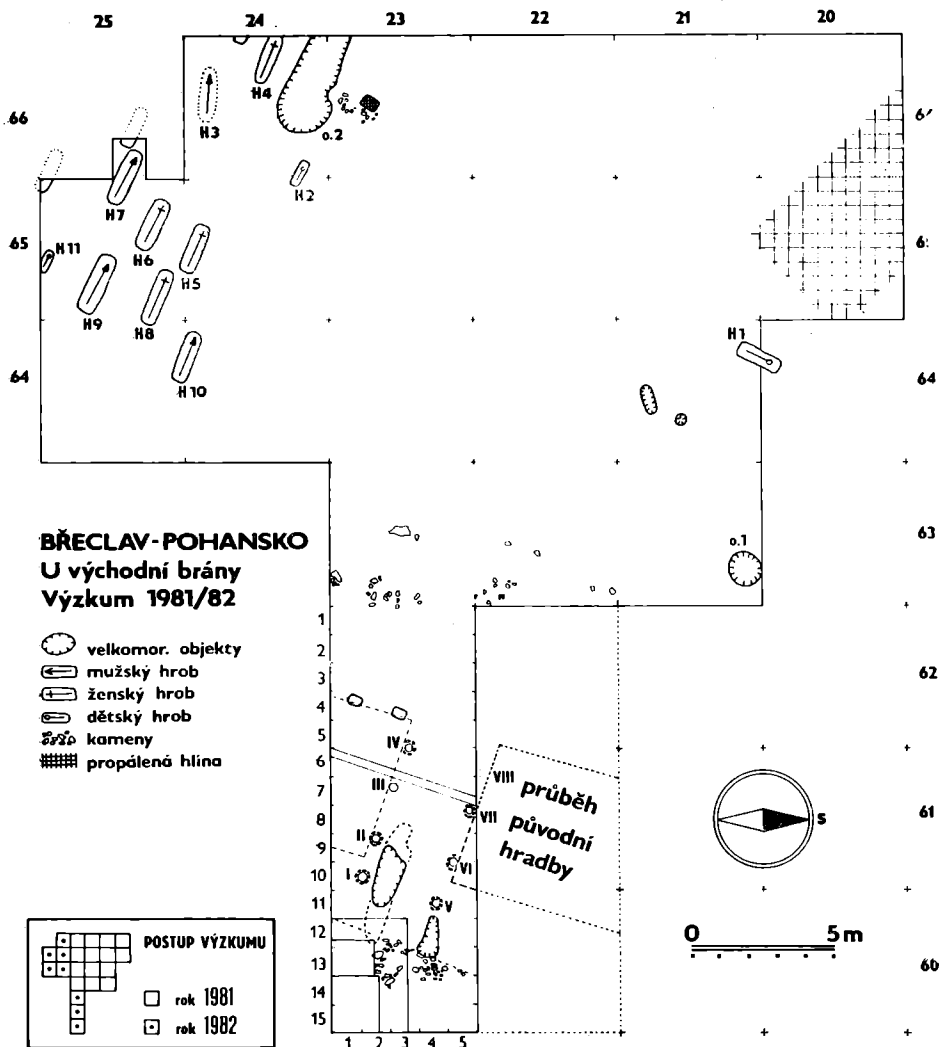 25 24 23 22 21 20
66
65
64
64
63
62
61
60
H3
H4
o.2
H2
H7
H6
H5
H11
H9
H8
H10
H1
o.1
BŘECLAV-POHANSKO
U východní brány
Výzkum 1981/82
velkomor. objekty
mužský hrob
ženský hrob
dětský hrob
kameny
propálená hlína
1
2
3
4
5
6
7
8
9
10
11
12
13
14
15
1 2 3 4 5
IV
III
II
I
VIII
VII
VI
V
průběh
původní
hradby
S
0 5m
POSTUP VÝZKUMU
rok 1981
rok 1982